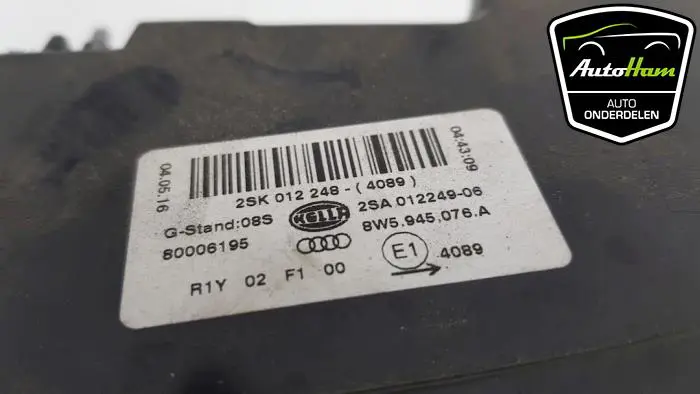 AutoHam
AUTO
ONDERDELEN
04.05.16
04:43:09
2SK 012 248-(4089)
G-Stand:08S
HELLA
2SA 012249-06
80006195
8W5.945.076.A
R1Y 02 F1 00
E1
4089